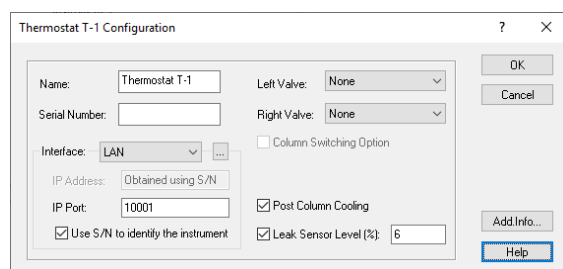 Thermostat T-1 Configuration
?
×
Name:
Thermostat T-1
Serial Number:
Interface:
LAN
...
IP Address:
Obtained using S/N
IP Port:
10001
Use S/N to identify the instrument
Left Valve:
None
Right Valve:
None
Column Switching Option
Post Column Cooling
Leak Sensor Level (%):
6
OK
Cancel
Add.Info...
Help